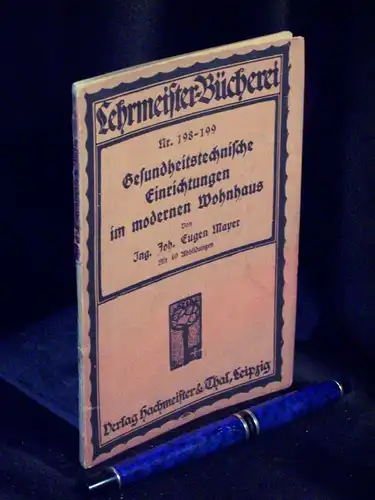 Lehrmeister-Bücherei
Nr. 198-199
Gesundheitstechnische
Einrichtungen
im modernen Wohnhaus
Von
Ing. Joh. Eugen Mayer
Mit 49 Abbildungen
Verlag Hachmeister & Thal, Leipzig